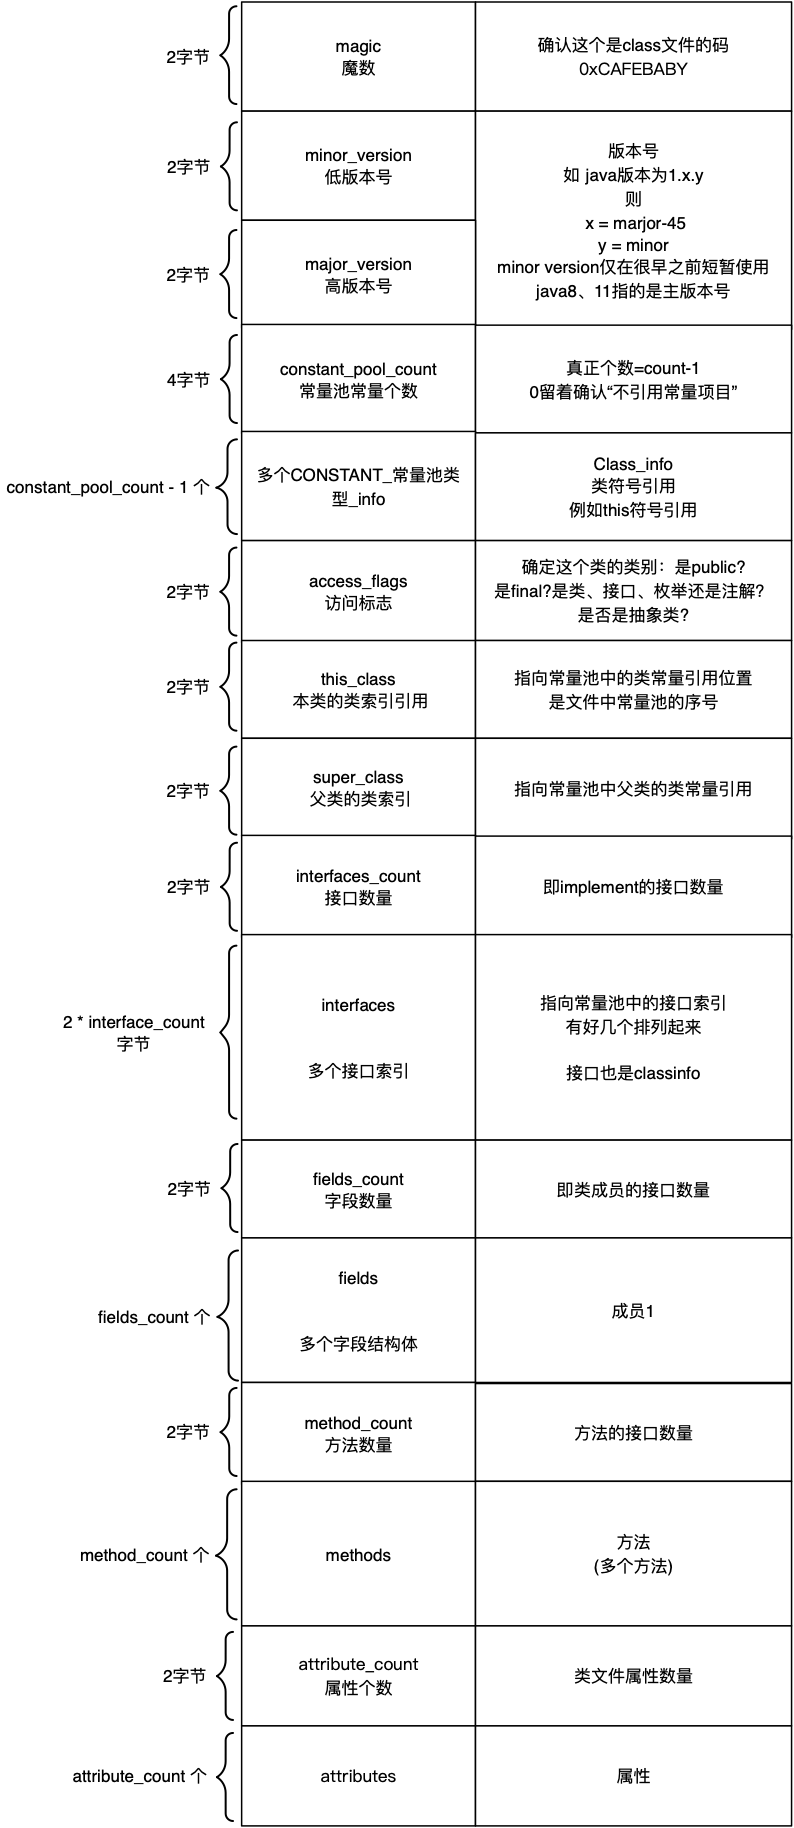 2字节
magic
魔数
确认这个是class文件的码
0xCAFEBABY
2字节
minor_version
低版本号
版本号
如 java版本为1.x.y
则
x = marjor-45
y = minor
minor version仅在很早之前短暂使用
java8、11指的是主版本号
2字节
major_version
高版本号
4字节
constant_pool_count
常量池常量个数
真正个数=count-1
0留着确认“不引用常量项目”
constant_pool_count - 1 个
多个CONSTANT_常量池类
型_info
Class_info
类符号引用
例如this符号引用
2字节
access_flags
访问标志
确定这个类的类别：是public?
是final?是类、接口、枚举还是注解?
是否是抽象类?
2字节
this_class
本类的类索引引用
指向常量池中的类常量引用位置
是文件中常量池的序号
2字节
super_class
父类的类索引
指向常量池中父类的类常量引用
2字节
interfaces_count
接口数量
即implement的接口数量
2 * interface_count
字节
interfaces
多个接口索引
指向常量池中的接口索引
有好几个排列起来
接口也是classinfo
2字节
fields_count
字段数量
即类成员的接口数量
fields_count 个
fields
多个字段结构体
成员1
2字节
method_count
方法数量
方法的接口数量
method_count 个
methods
方法
(多个方法)
2字节
attribute_count
属性个数
类文件属性数量
attribute_count 个
attributes
属性